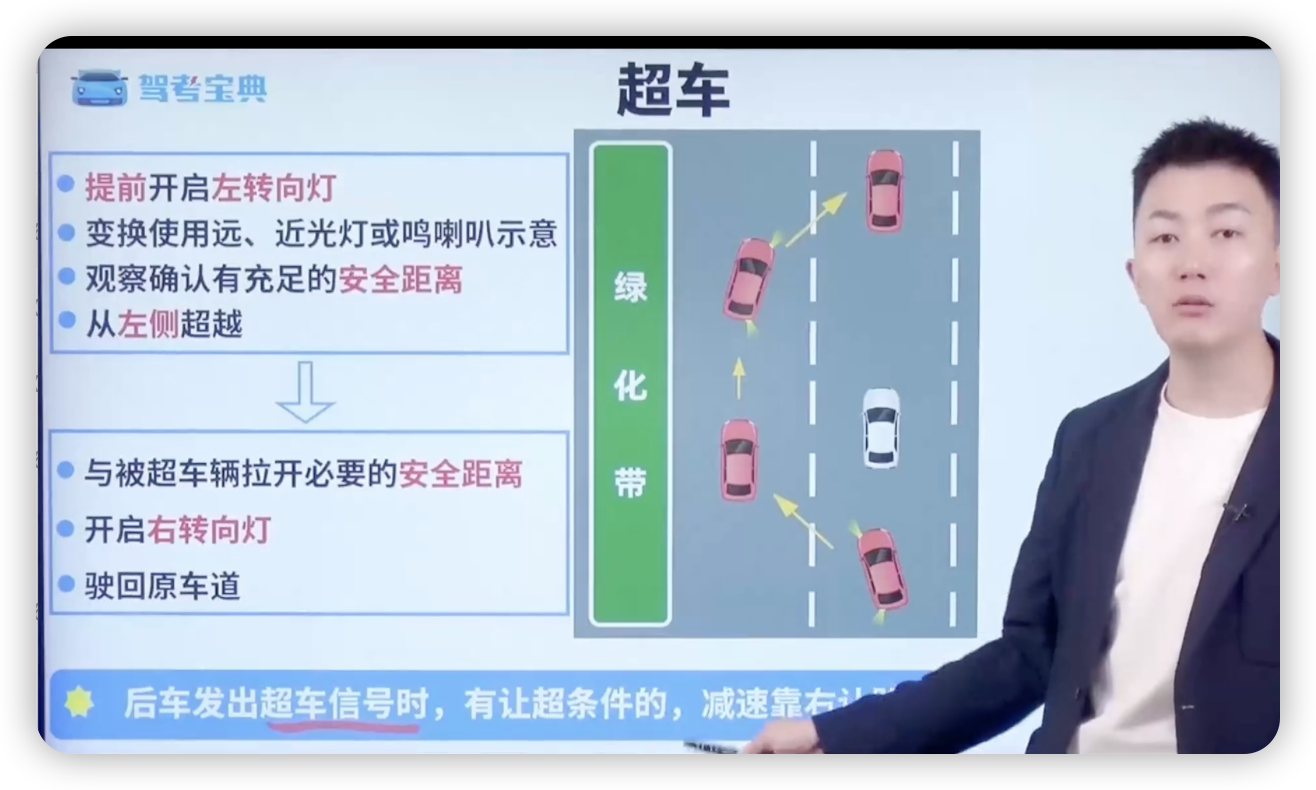 驾考宝典
超车
提前开启左转向灯
变换使用远、近光灯或鸣喇叭示意
观察确认有充足的安全距离
从左侧超越
与被超车辆拉开必要的安全距离
开启右转向灯
驶回原车道
绿
化
带
后车发出超车信号时，有让超条件的，减速靠右让